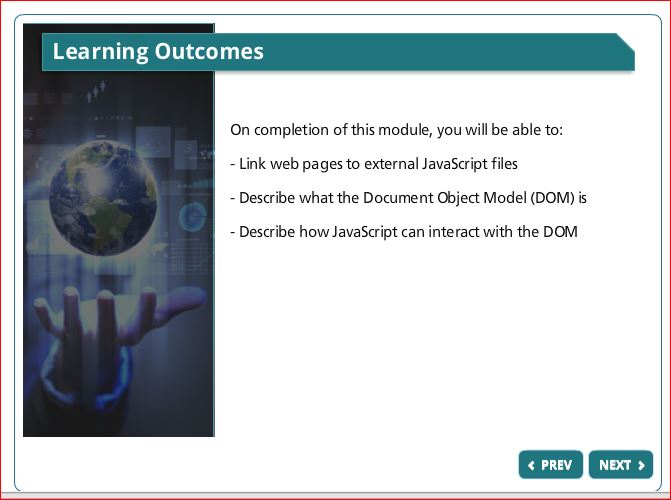 Learning Outcomes
On completion of this module, you will be able to:
- Link web pages to external JavaScript files
- Describe what the Document Object Model (DOM) is
- Describe how JavaScript can interact with the DOM
PREV
NEXT